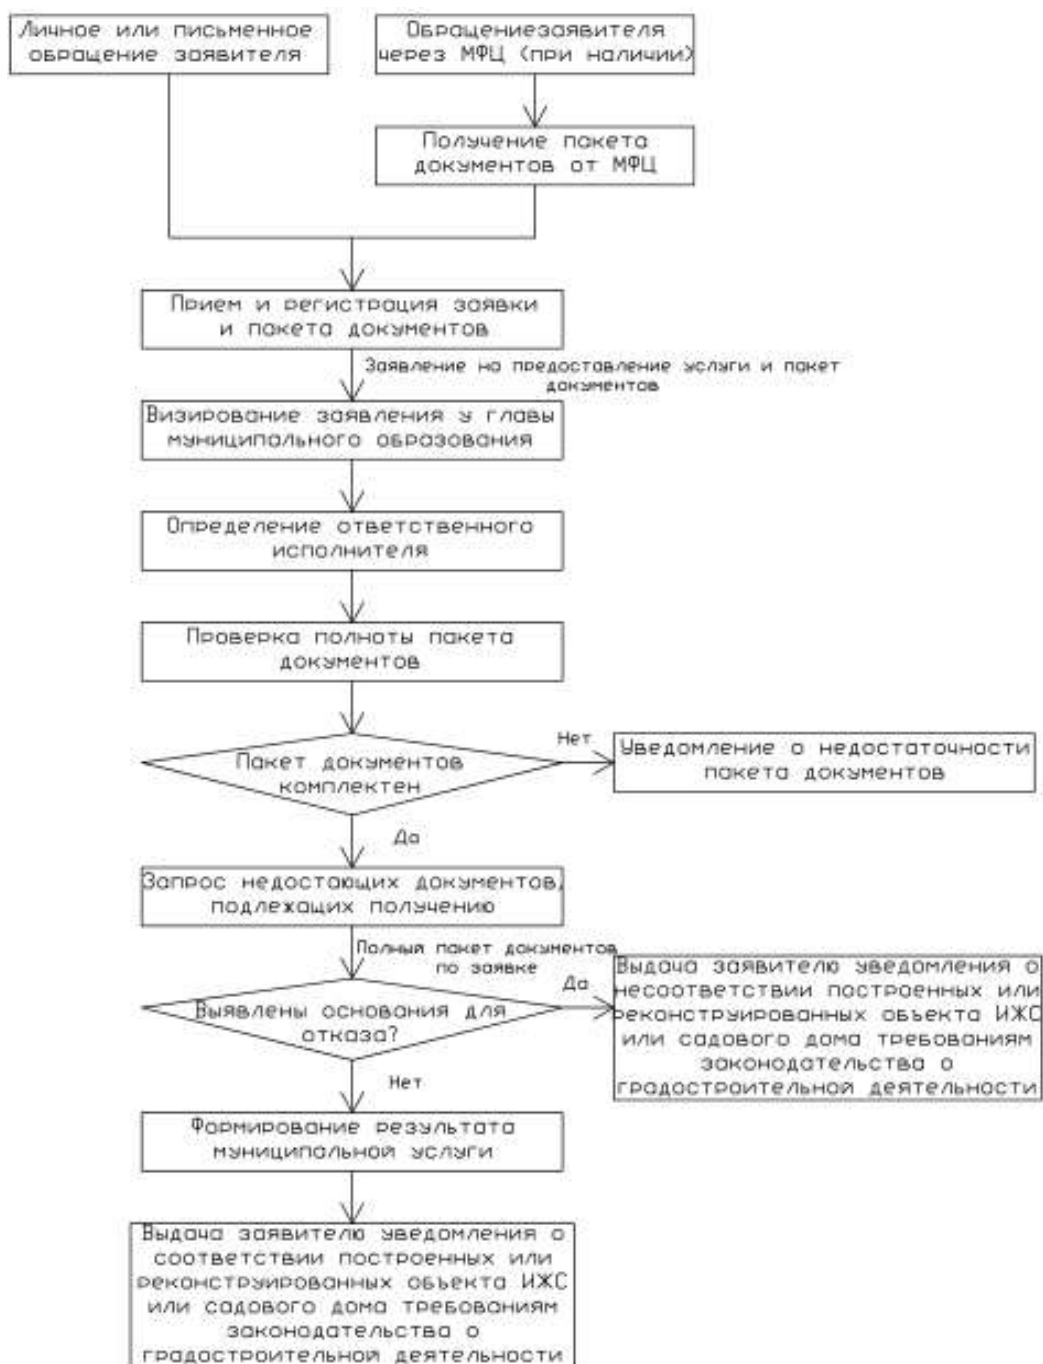 Личное или письменное
обращение заявителя
Обращениезаявителя
через МФЦ (при наличии)
Получение пакета
документов от МФЦ
Прием и регистрация заявки
и пакета документов
Заявление на предоставление услуги и пакет
документов
Визирование заявления у главы
муниципального образования
Определение ответственного
исполнителя
Проверка полноты пакета
документов
Пакет документов
комплектен
Нет
Уведомление о недостаточности
пакета документов
Да
Запрос недостающих документов,
подлежащих получению
Полный пакет документов
по заявке
Выявлены основания для
отказа?
Да
Выдача заявителю уведомления о
несоответствии построенных или
реконструированных объекта ИЖС
или садового дома требованиям
законодательства о
градостроительной деятельности
Нет
Формирование результата
муниципальной услуги
Выдача заявителю уведомления о
соответствии построенных или
реконструированных объекта ИЖС
или садового дома требованиям
законодательства о
градостроительной деятельности